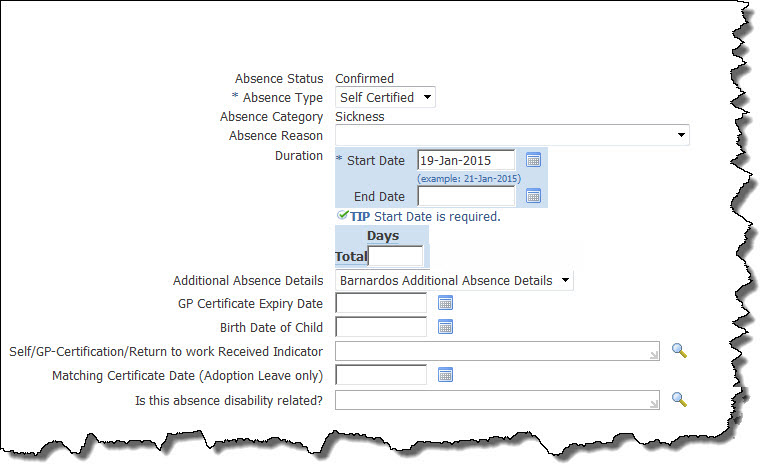 Absence Status Confirmed
* Absence Type Self Certified
Absence Category Sickness
Absence Reason
Duration * Start Date 19-Jan-2015
(example: 21-Jan-2015)
End Date
TIP Start Date is required.
Days
Total
Additional Absence Details Barnardos Additional Absence Details
GP Certificate Expiry Date
Birth Date of Child
Self/GP-Certification/Return to work Received Indicator
Matching Certificate Date (Adoption Leave only)
Is this absence disability related?